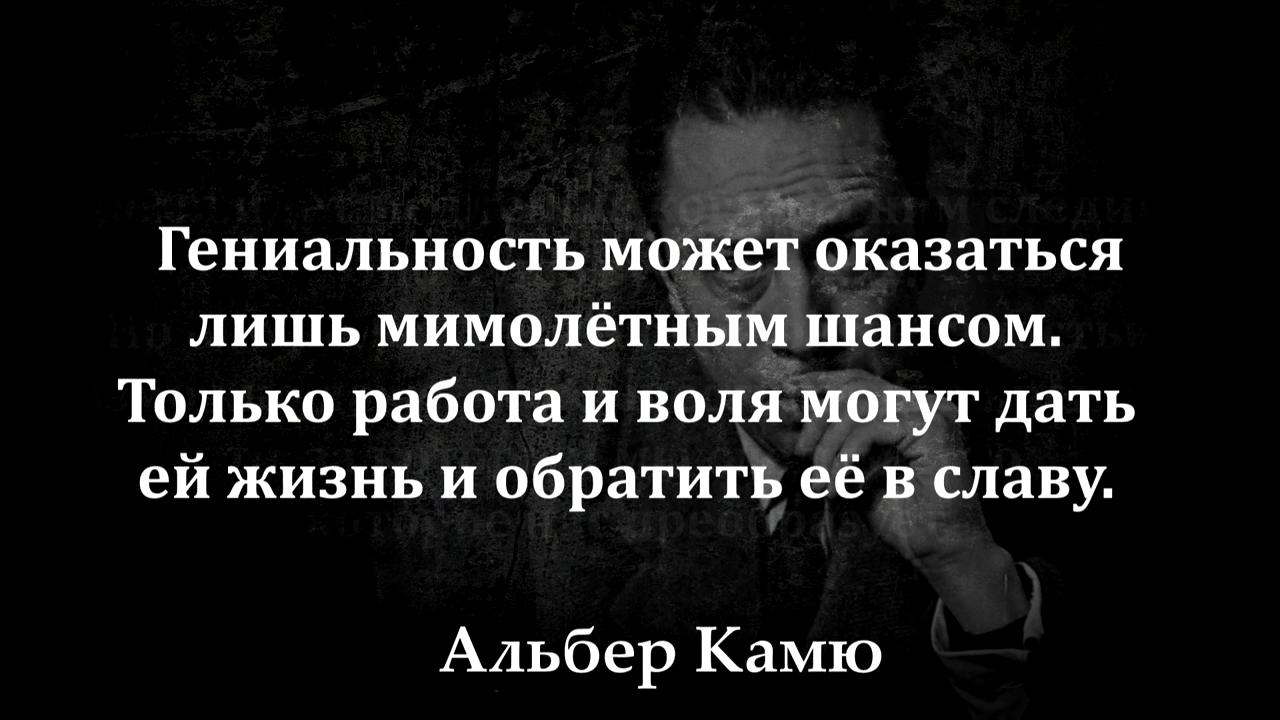 Гениальность может оказаться
лишь мимолётным шансом.
Только работа и воля могут дать
ей жизнь и обратить её в славу.
Альбер Камю